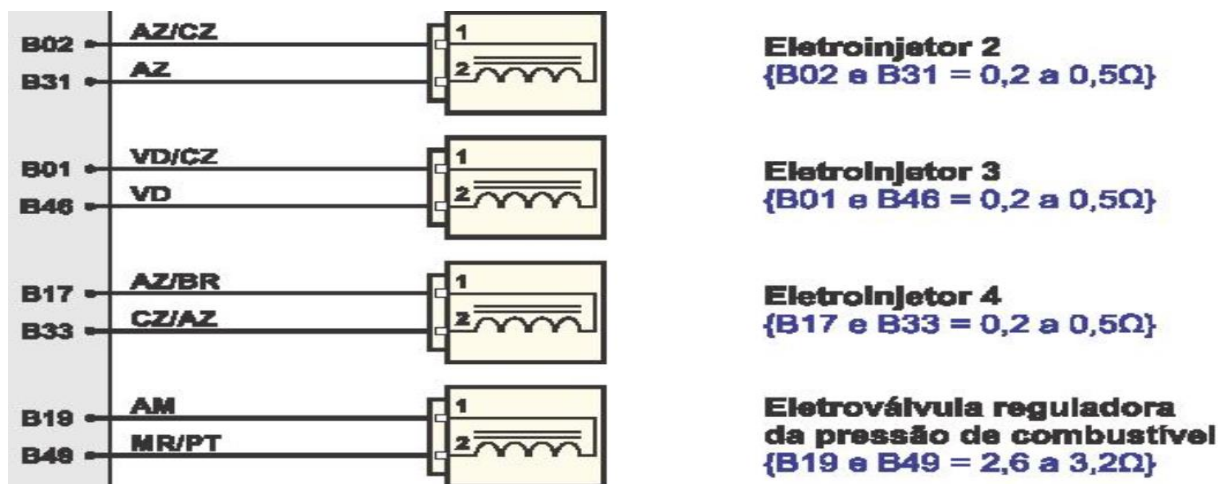 B02 AZ/CZ 1
B31 AZ 2
Eletroinjetor 2
{B02 e B31 = 0,2 a 0,5Ω}
B01 VD/CZ 1
B46 VD 2
Eletroinjetor 3
{B01 e B46 = 0,2 a 0,5Ω}
B17 AZ/BR 1
B33 CZ/AZ 2
Eletroinjetor 4
{B17 e B33 = 0,2 a 0,5Ω}
B19 AM 1
B49 MR/PT 2
Eletroválvula reguladora
da pressão de combustível
{B19 e B49 = 2,6 a 3,2Ω}